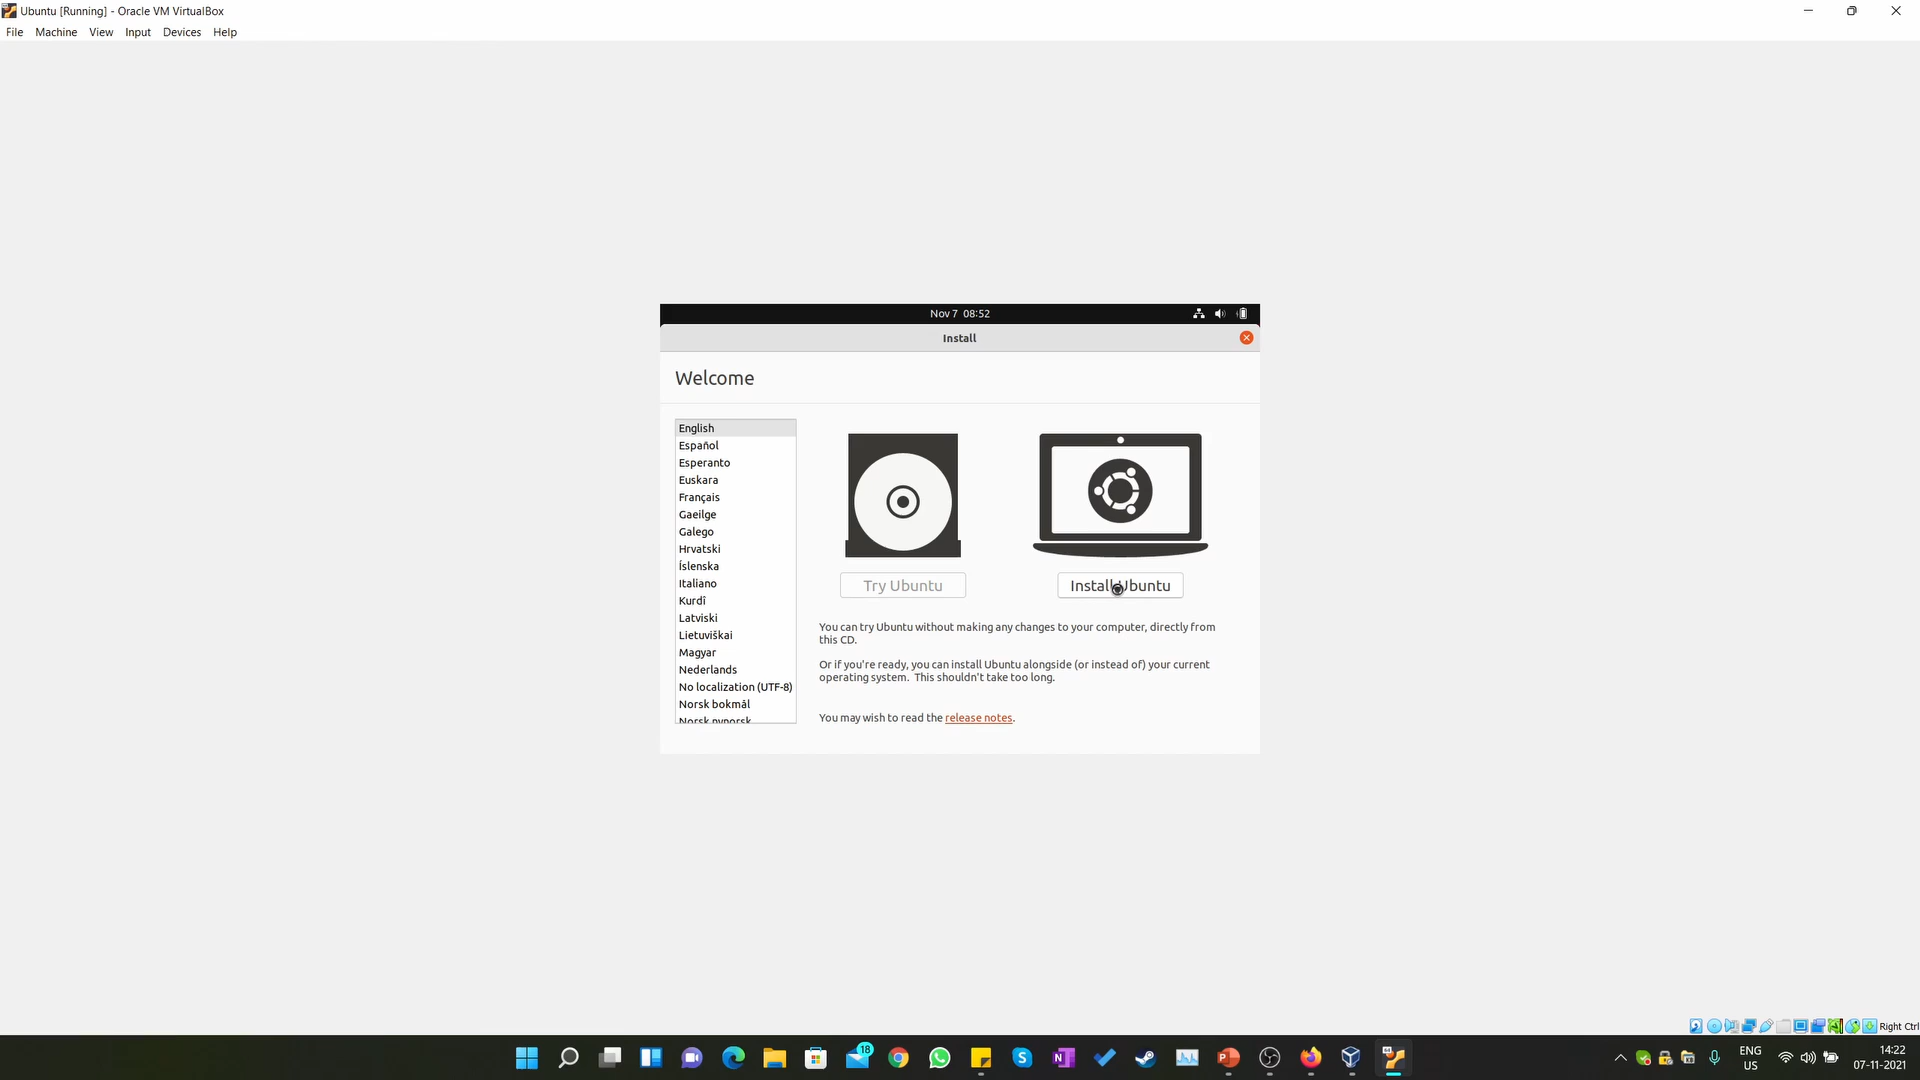 Ubuntu [Running] - Oracle VM VirtualBox
File Machine View Input Devices Help
Nov 7 08:52
Install
Welcome
English
Español
Esperanto
Euskara
Français
Gaeilge
Galego
Hrvatski
Íslenska
Italiano
Kurdî
Latviski
Lietuviškai
Magyar
Nederlands
No localization (UTF-8)
Norsk bokmål
Norsk nynorsk
Try Ubuntu
Install Ubuntu
You can try Ubuntu without making any changes to your computer, directly from
this CD.
Or if you're ready, you can install Ubuntu alongside (or instead of) your current
operating system. This shouldn't take too long.
You may wish to read the release notes.
Right Ctrl
18
ENG
US
14:22
07-11-2021